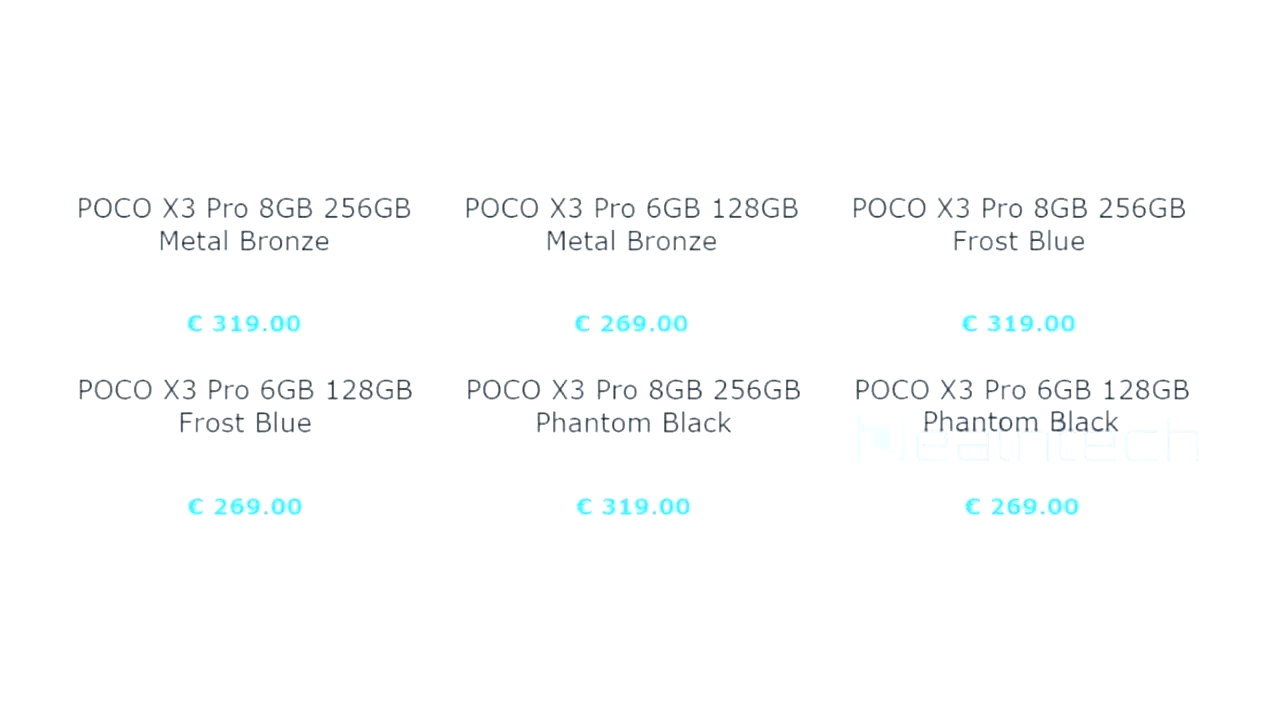 POCO X3 Pro 8GB 256GB
Metal Bronze
€ 319.00
POCO X3 Pro 6GB 128GB
Metal Bronze
€ 269.00
POCO X3 Pro 8GB 256GB
Frost Blue
€ 319.00
POCO X3 Pro 6GB 128GB
Frost Blue
€ 269.00
POCO X3 Pro 8GB 256GB
Phantom Black
€ 319.00
POCO X3 Pro 6GB 128GB
Phantom Black
€ 269.00